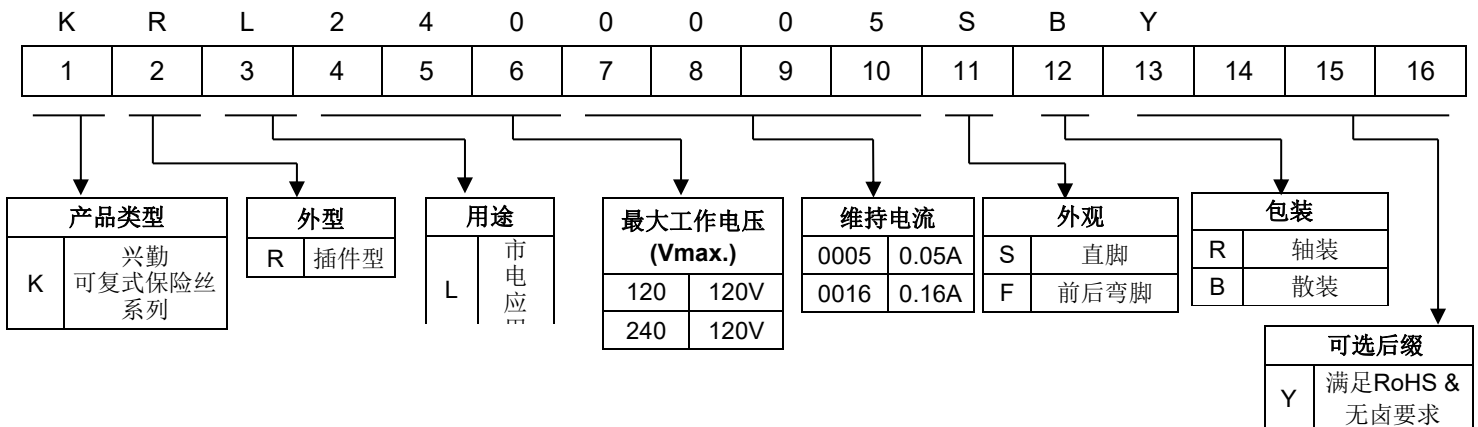 K R L 2 4 0 0 0 0 5 S B Y
1 2 3 4 5 6 7 8 9 10 11 12 13 14 15 16
产品类型
K
兴勤
可复式保险丝
系列
外型
R 插件型
用途
L
市
电
应
最大工作电压
(Vmax.)
120 120V
240 120V
维持电流
0005 0.05A
0016 0.16A
外观
S 直脚
F 前后弯脚
包装
R 轴装
B 散装
可选后缀
Y
满足RoHS &
无卤要求